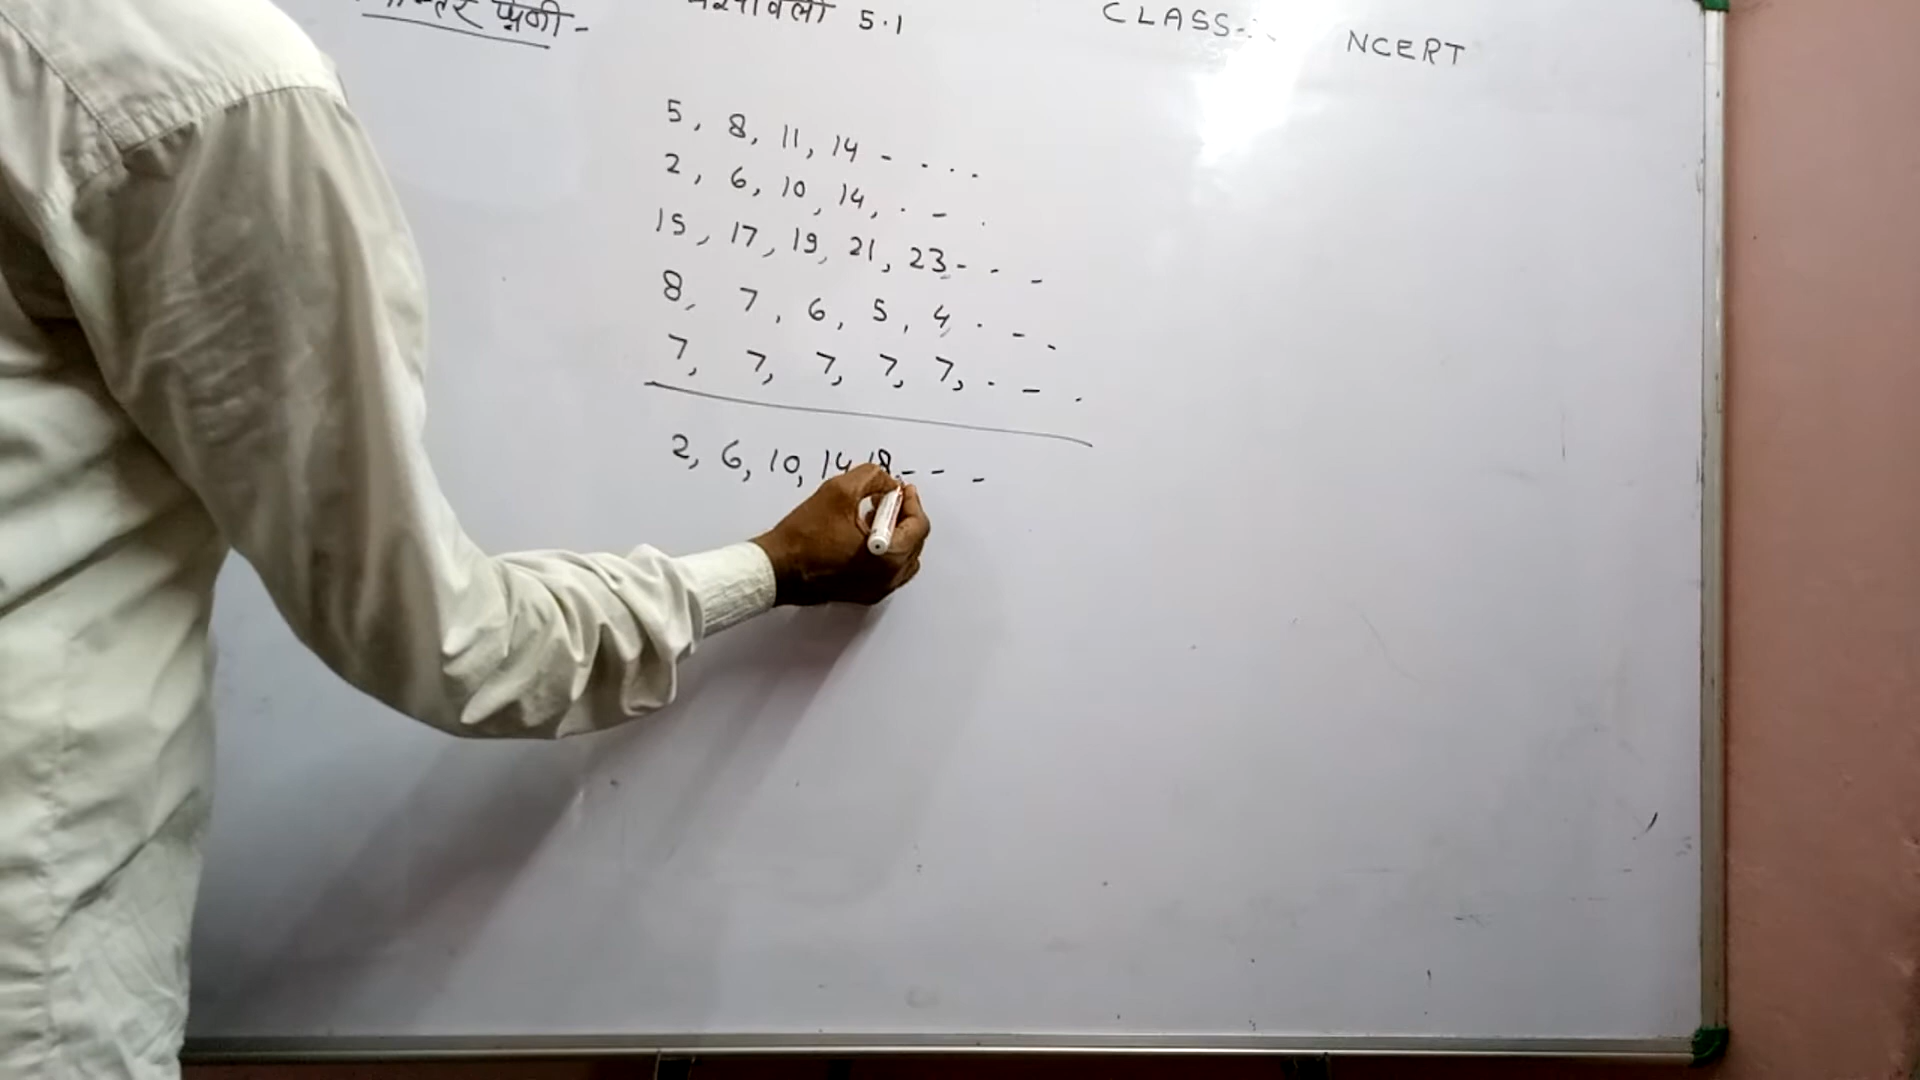 श्रेणी - 5.1 CLASS-: NCERT
5, 8, 11, 14 - . . . .
2, 6, 10, 14, . - .
15, 17, 19, 21, 23 - - -
8, 7, 6, 5, 4, . - -
7, 7, 7, 7, 7, . - .
2, 6, 10, 14, 18, - - -